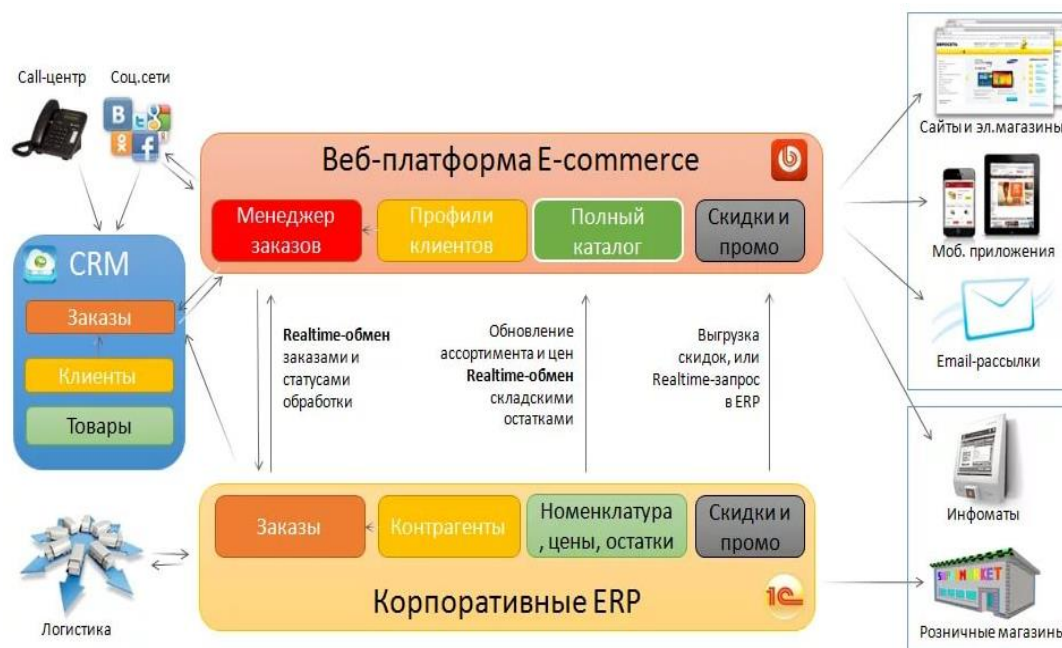 Call-центр
Соц.сети
Веб-платформа E-commerce
Менеджер
заказов
Профили
клиентов
Полный
каталог
Скидки и
промо
CRM
Заказы
Клиенты
Товары
Realtime-обмен
заказами и
статусами
обработки
Обновление
ассортимента и цен
Realtime-обмен
складскими
остатками
Выгрузка
скидок, или
Realtime-запрос
в ERP
Заказы
Контрагенты
Номенклатура
, цены, остатки
Скидки и
промо
Корпоративные ERP
1С
Логистика
Сайты и эл.магазины
Моб. приложения
Email-рассылки
Инфоматы
Розничные магазины